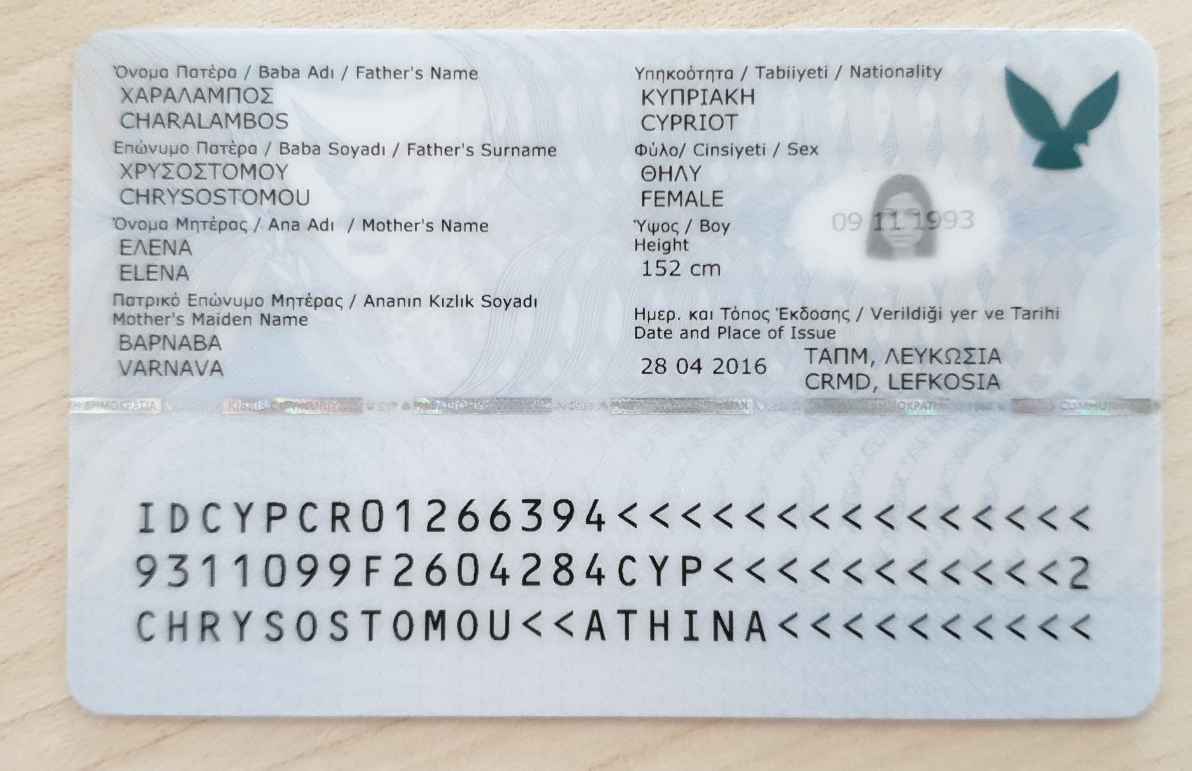 Όνομα Πατέρα / Baba Adı / Father's Name
ΧΑΡΑΛΑΜΠΟΣ
CHARALAMBOS
Επώνυμο Πατέρα / Baba Soyadı / Father's Surname
ΧΡΥΣΟΣΤΟΜΟΥ
CHRYSOSTOMOU
Όνομα Μητέρας / Ana Adı / Mother's Name
ΕΛΕΝΑ
ELENA
Πατρικό Επώνυμο Μητέρας / Ananın Kızlık Soyadı
Mother's Maiden Name
ΒΑΡΝΑΒΑ
VARNAVA
Υπηκοότητα / Tabiiyeti / Nationality
ΚΥΠΡΙΑΚΗ
CYPRIOT
Φύλο/ Cinsiyeti / Sex
ΘΗΛΥ
FEMALE
09 11 1993
Ύψος / Boy
Height
152 cm
Ημερ. και Τόπος Έκδοσης / Verildiği yer ve Tarihi
Date and Place of Issue
28 04 2016
ΤΑΠΜ, ΛΕΥΚΩΣΙΑ
CRMD, LEFKOSIA
IDCYPCR01266394<<<<<<<<<<<<<<<
9311099F2604284CYP<<<<<<<<<<<2
CHRYSOSTOMOU<<ATHINA<<<<<<<<<<